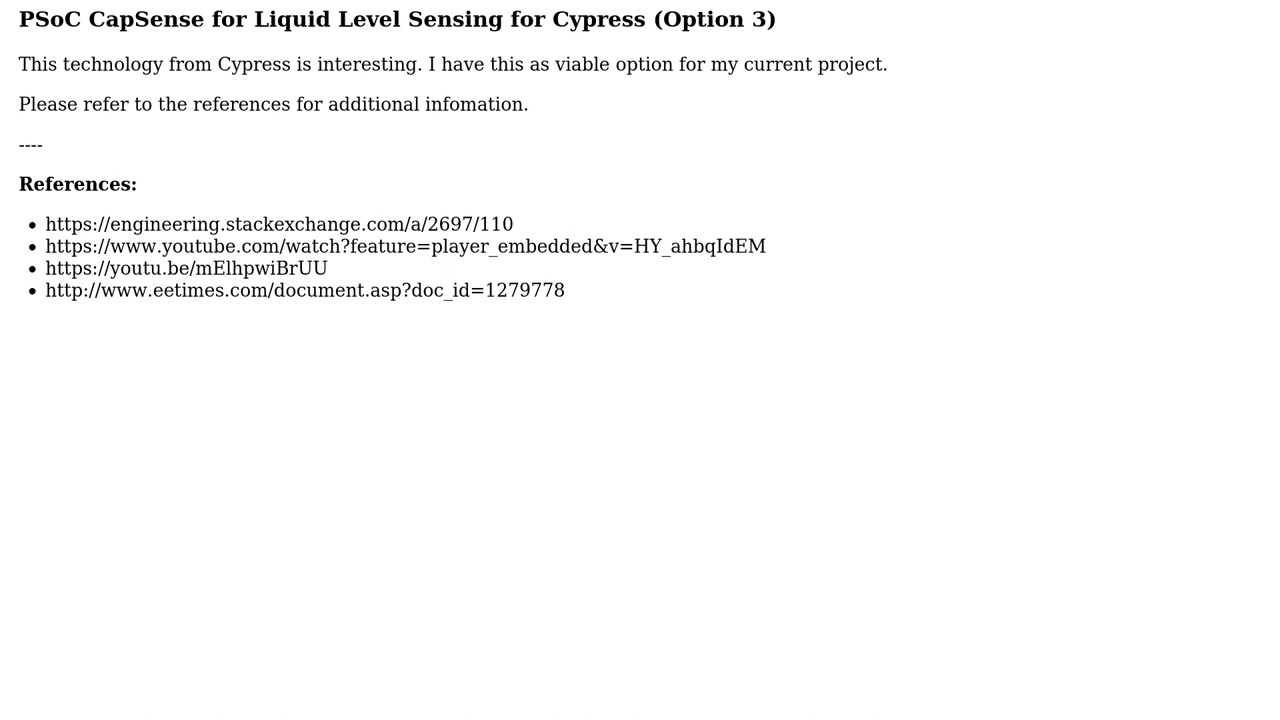 PSoC CapSense for Liquid Level Sensing for Cypress (Option 3)
This technology from Cypress is interesting. I have this as viable option for my current project.
Please refer to the references for additional infomation.
----
References:
• https://engineering.stackexchange.com/a/2697/110
• https://www.youtube.com/watch?feature=player_embedded&v=HY_ahbqIdEM
• https://youtu.be/mElhpwiBrUU
• http://www.eetimes.com/document.asp?doc_id=1279778